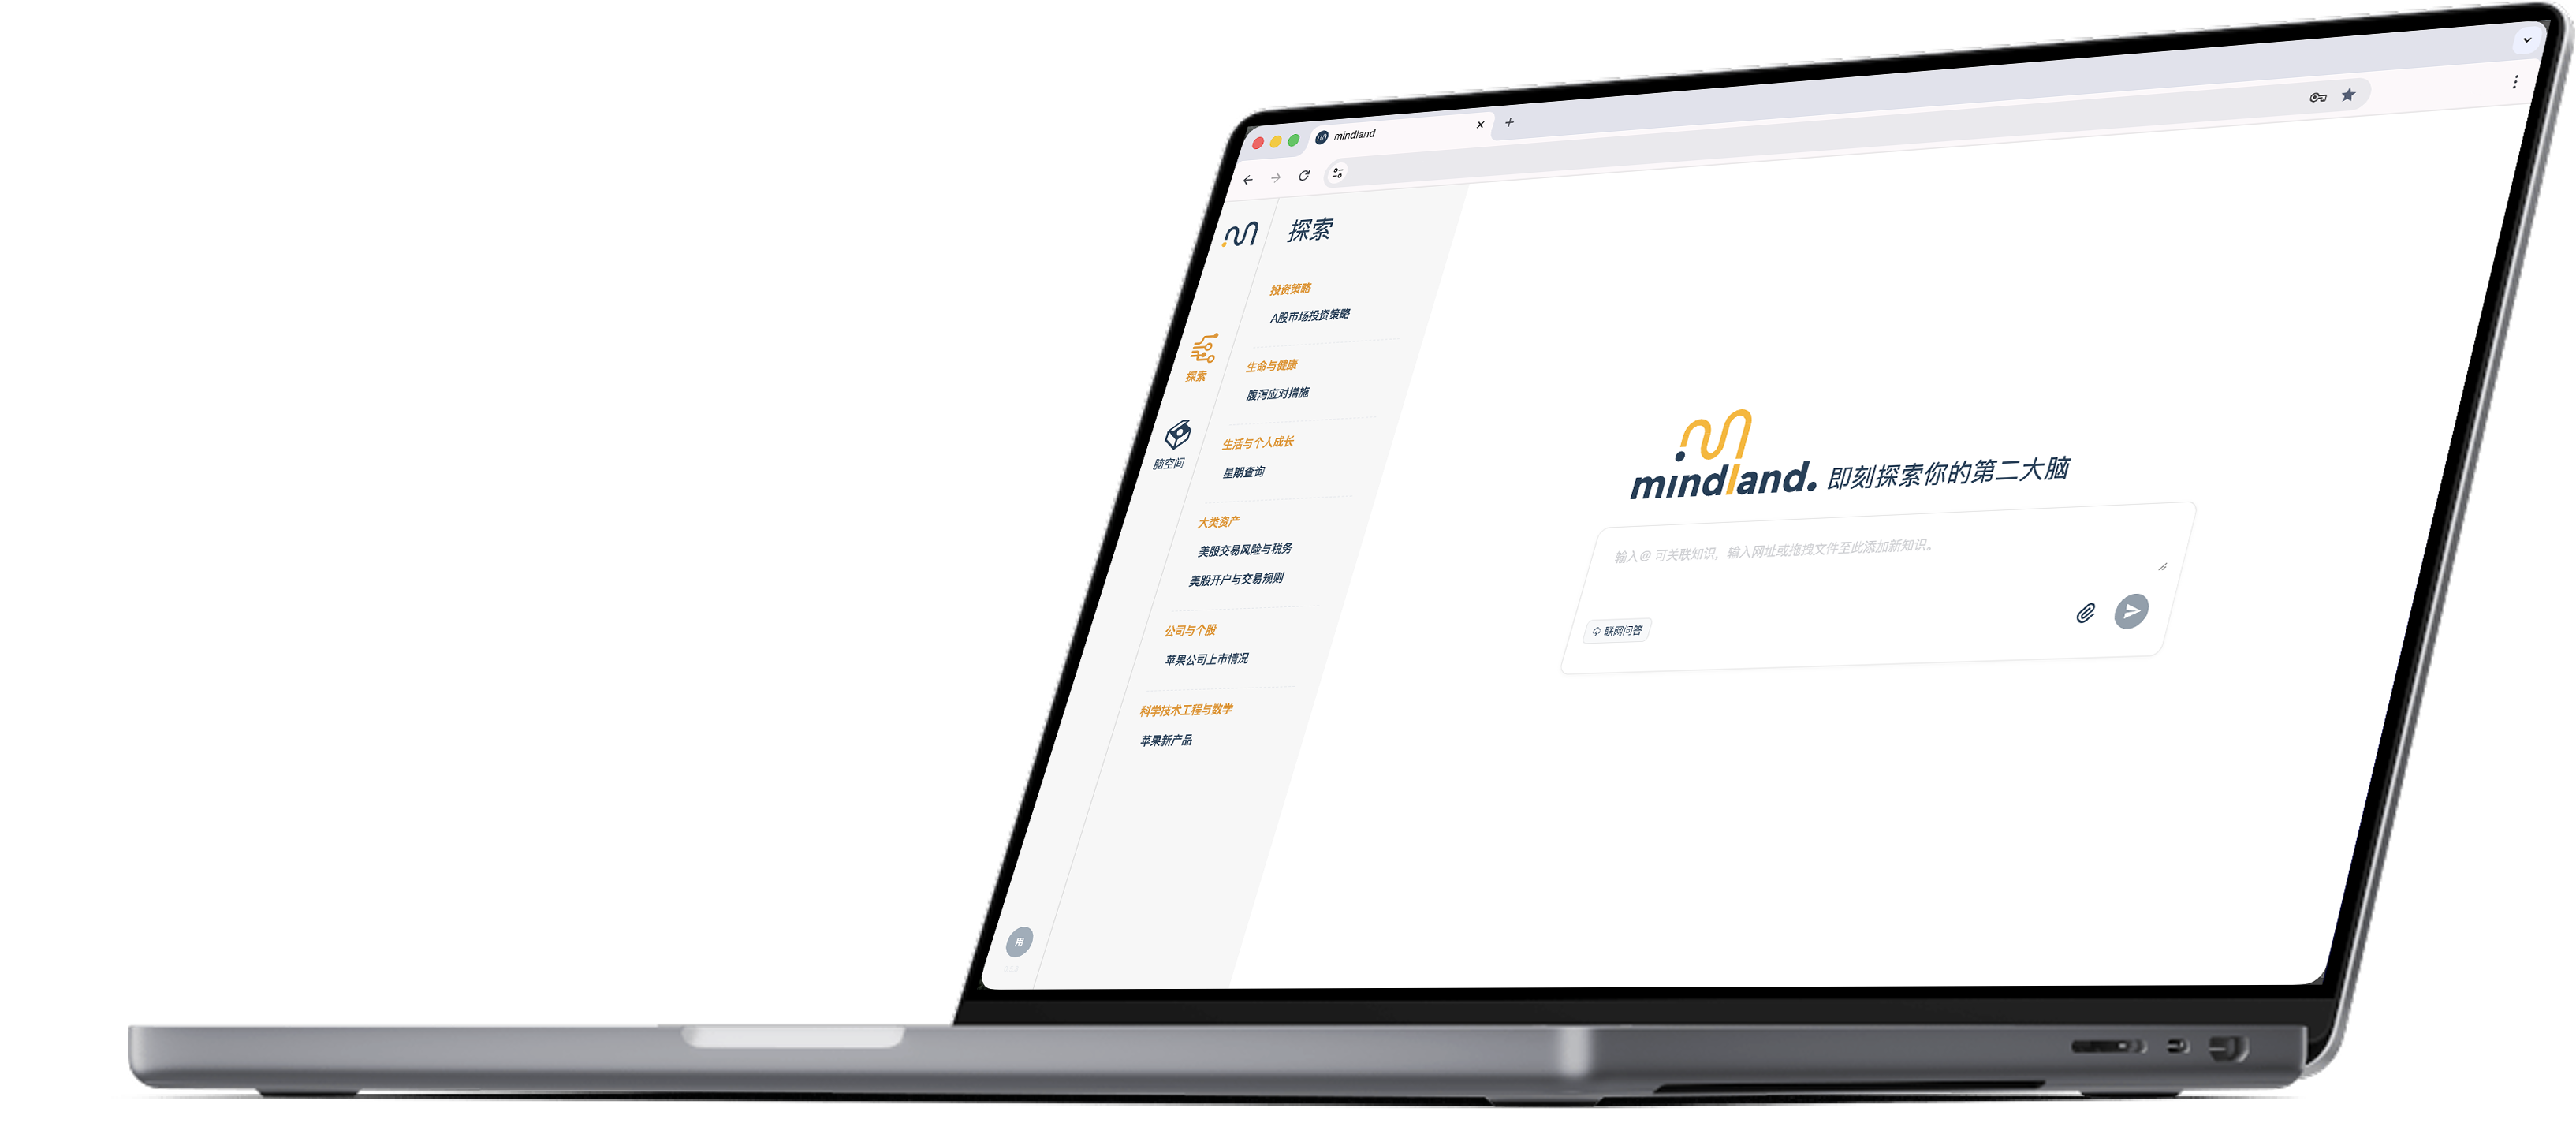 mindland
探索
投资策略
A股市场投资策略
生命与健康
腹泻应对措施
生活与个人成长
星期查询
大类资产
美股交易风险与税务
美股开户与交易规则
公司与个股
苹果公司上市情况
科学技术工程与数学
苹果新产品
探索
脑空间
用
mindland. 即刻探索你的第二大脑
输入@ 可关联知识，输入网址或拖拽文件至此添加新知识。
联网问答